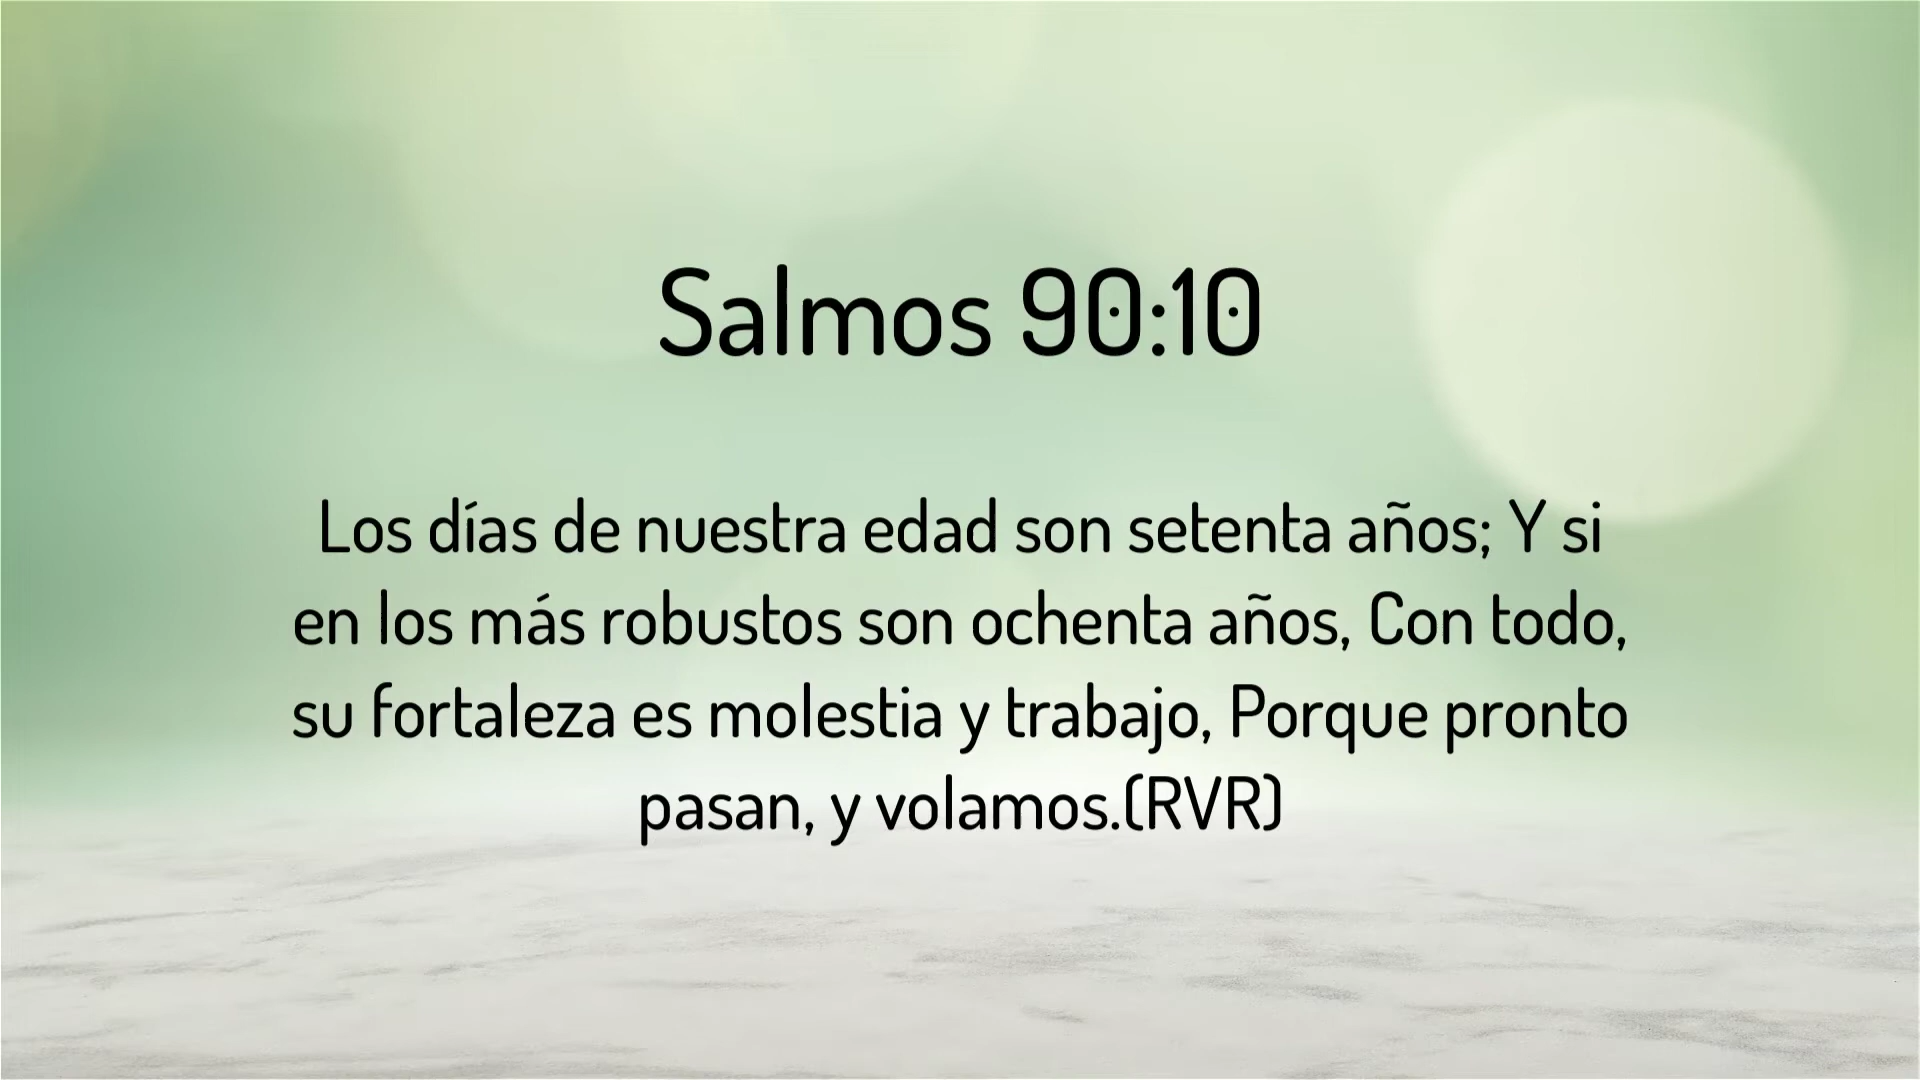 Salmos 90:10
Los días de nuestra edad son setenta años; Y si
en los más robustos son ochenta años, Con todo,
su fortaleza es molestia y trabajo, Porque pronto
pasan, y volamos.(RVR)